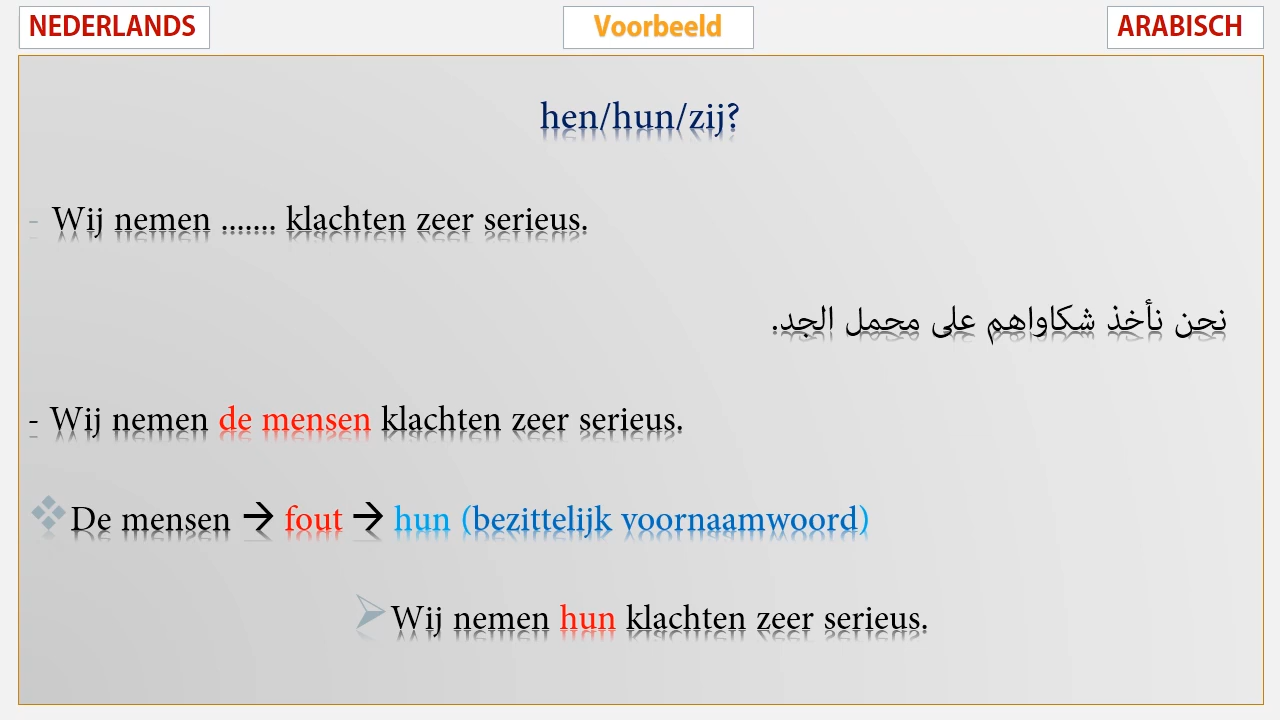 NEDERLANDS
Voorbeeld
ARABISCH
hen/hun/zij?
- Wij nemen ....... klachten zeer serieus.
نحن نأخذ شكاواهم على محمل الجد.
- Wij nemen de mensen klachten zeer serieus.
❖De mensen → fout → hun (bezittelijk voornaamwoord)
➢Wij nemen hun klachten zeer serieus.